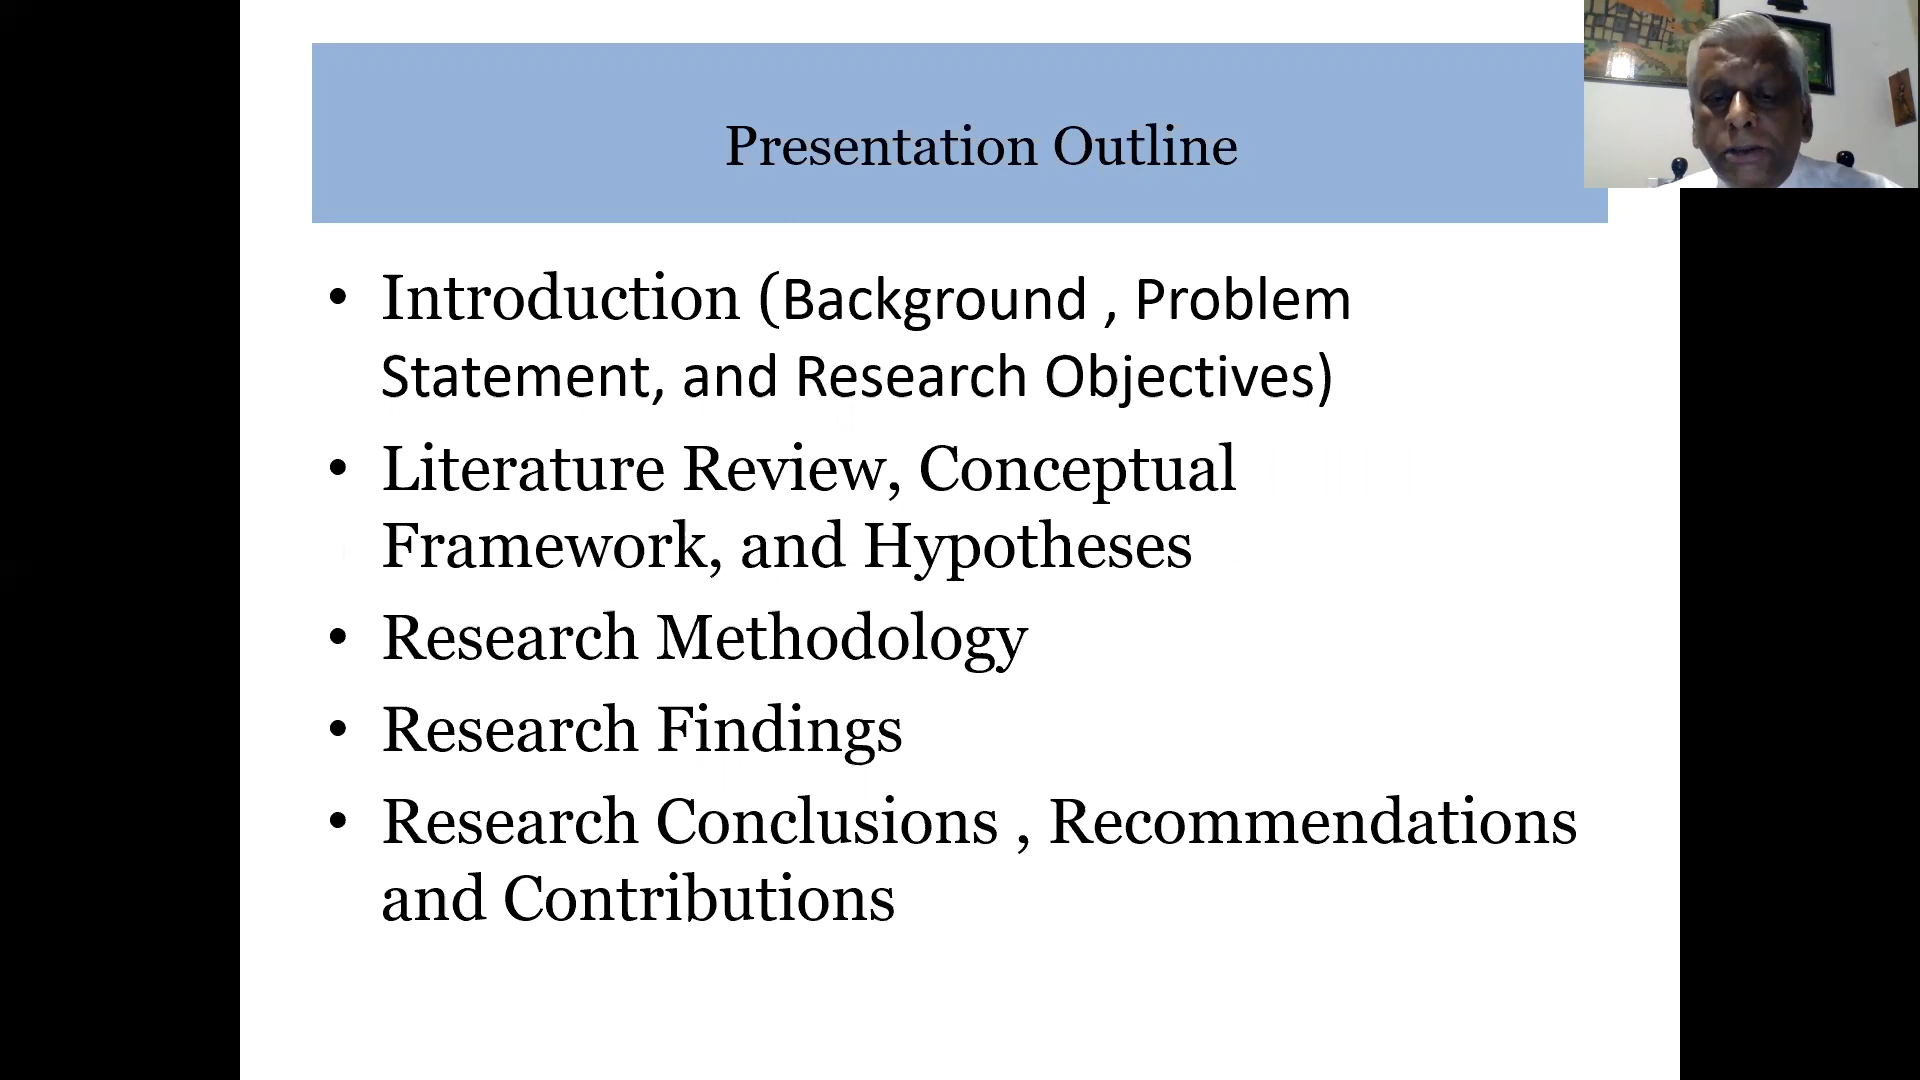 Presentation Outline
• Introduction (Background , Problem
Statement, and Research Objectives)
• Literature Review, Conceptual
Framework, and Hypotheses
• Research Methodology
• Research Findings
• Research Conclusions , Recommendations
and Contributions